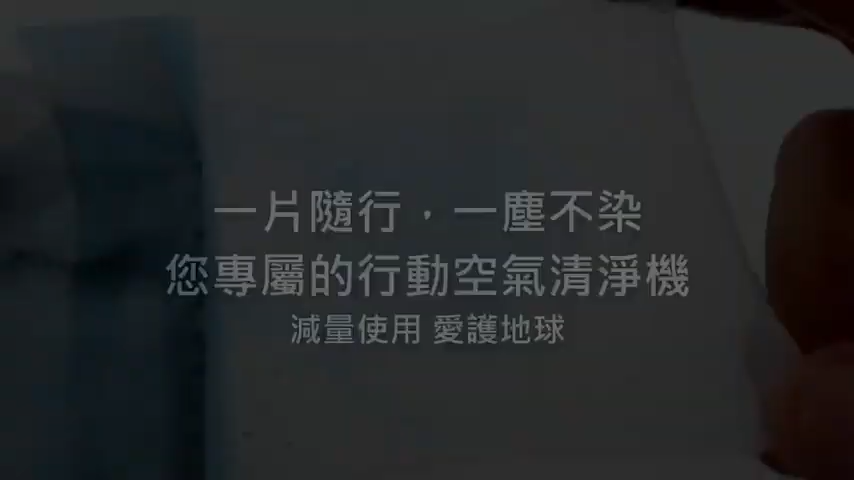 一片隨行，一塵不染
您專屬的行動空氣清淨機
減量使用 愛護地球